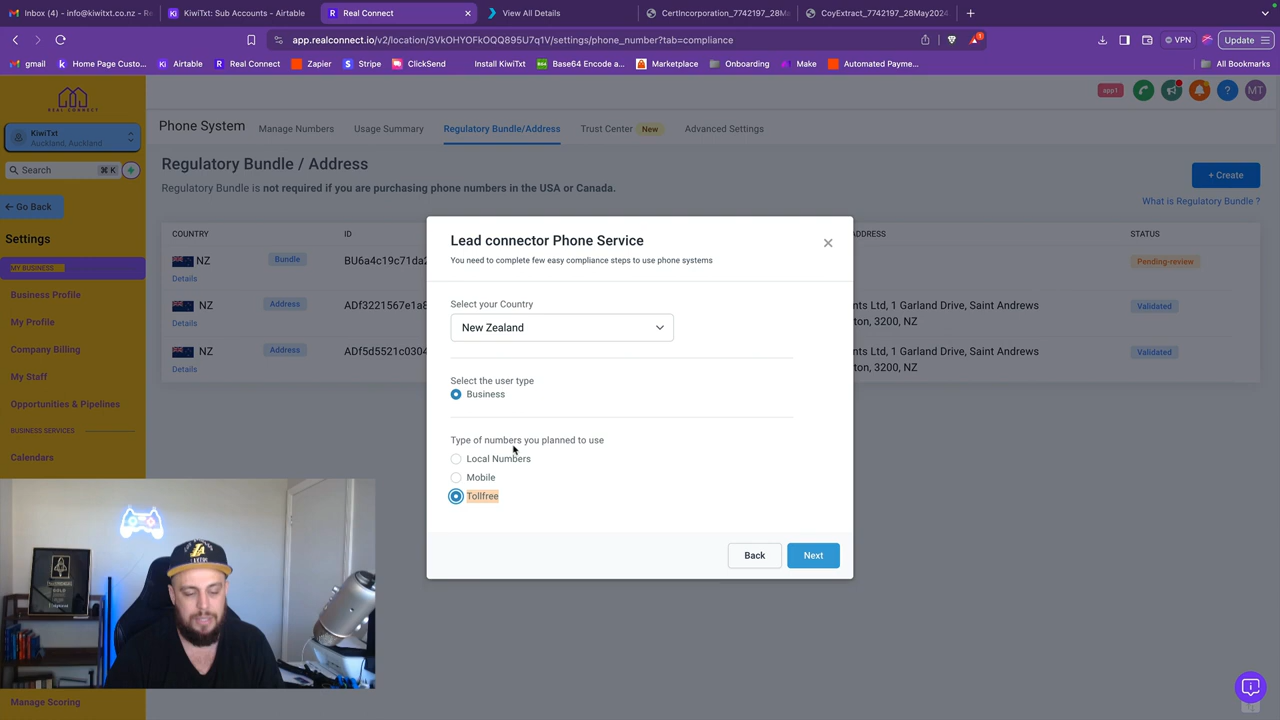 Inbox (4) - info@kiwitxt.co.nz - R
KiwiTxt: Sub Accounts - Airtable
Real Connect
View All Details
CertIncorporation_7742197_28M
CoyExtract_7742197_28May2024
app.realconnect.io/v2/location/3VkOHYOFkOQQ895U7q1V/settings/phone_number?tab=compliance
VPN
Update
gmail
Home Page Custo...
Airtable
Real Connect
Zapier
Stripe
ClickSend
Install KiwiTxt
Base64 Encode a...
Marketplace
Onboarding
Make
Automated Payme...
All Bookmarks
REAL CONNECT
KiwiTxt
Auckland, Auckland
Search
⌘ K
Go Back
Settings
MY BUSINESS
Business Profile
My Profile
Company Billing
My Staff
Opportunities & Pipelines
BUSINESS SERVICES
Calendars
Manage Scoring
app1
MT
Phone System
Manage Numbers
Usage Summary
Regulatory Bundle/Address
Trust Center
New
Advanced Settings
Regulatory Bundle / Address
Regulatory Bundle is not required if you are purchasing phone numbers in the USA or Canada.
+ Create
What is Regulatory Bundle ?
COUNTRY
ID
ADDRESS
STATUS
NZ
Bundle
BU6a4c19c71da2
Pending-review
Details
NZ
Address
ADf3221567e1a8
nts Ltd, 1 Garland Drive, Saint Andrews
ton, 3200, NZ
Validated
Details
NZ
Address
ADf5d5521c0304
nts Ltd, 1 Garland Drive, Saint Andrews
ton, 3200, NZ
Validated
Details
Lead connector Phone Service
You need to complete few easy compliance steps to use phone systems
Select your Country
New Zealand
Select the user type
Business
Type of numbers you planned to use
Local Numbers
Mobile
Tollfree
Back
Next